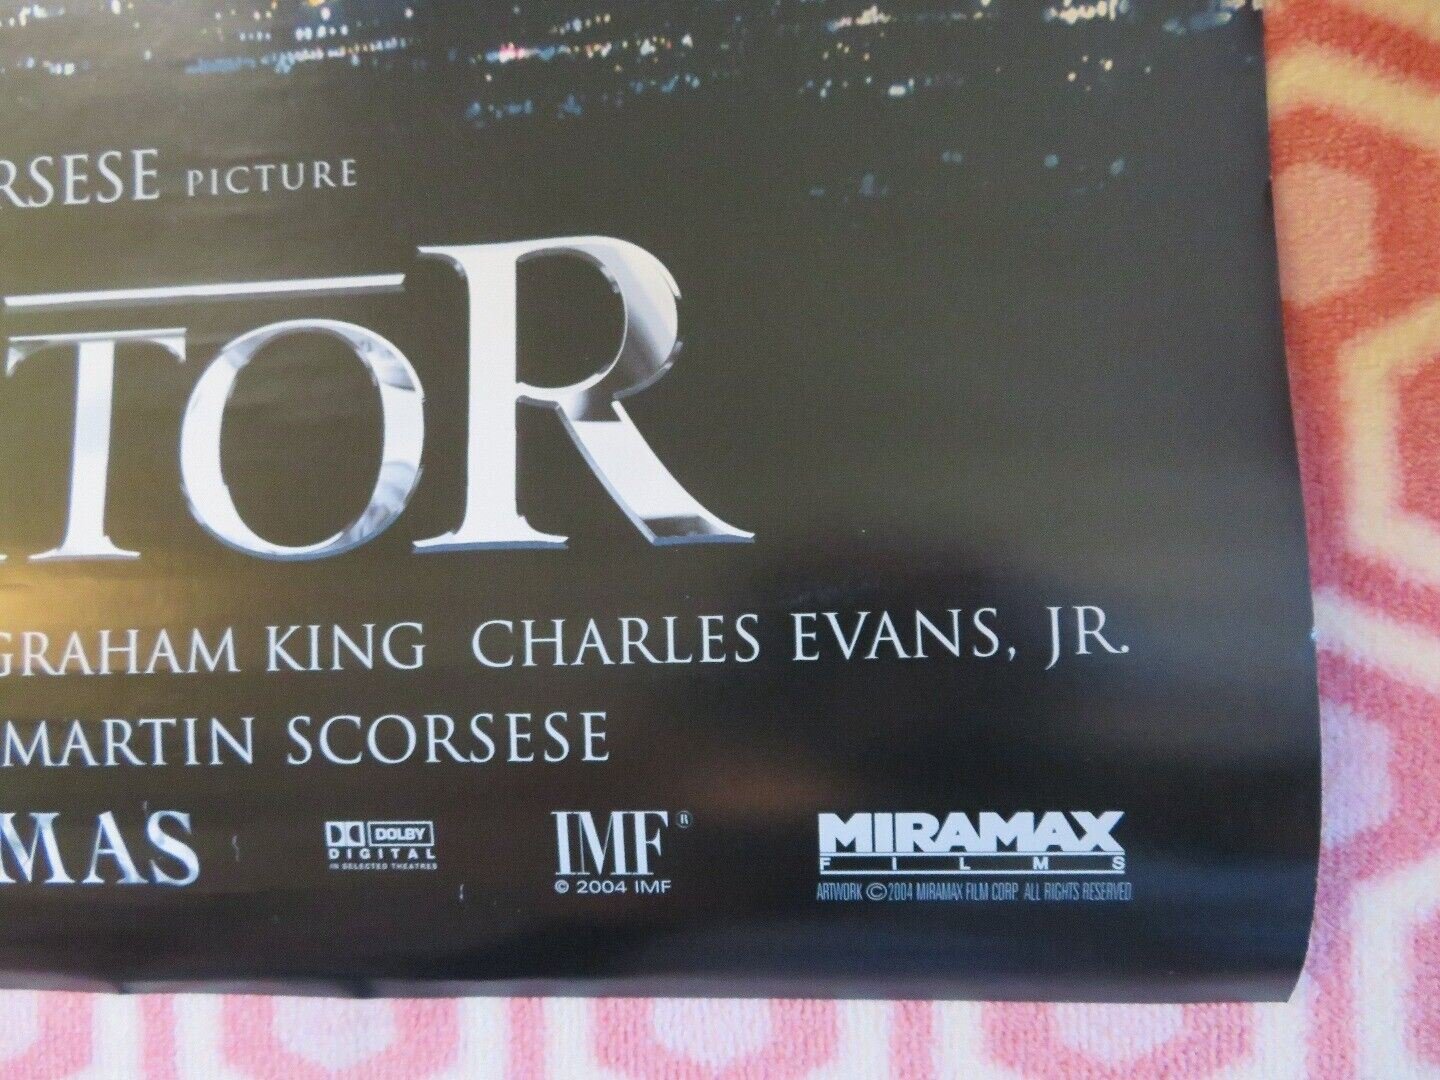 RSESE PICTURE
TOR
GRAHAM KING CHARLES EVANS, JR.
MARTIN SCORSESE
MAS
DOLBY
DIGITAL
IN SELECTED THEATRES
IMF ®
© 2004 IMF
MIRAMAX
FILMS
ARTWORK © 2004 MIRAMAX FILM CORP. ALL RIGHTS RESERVED.